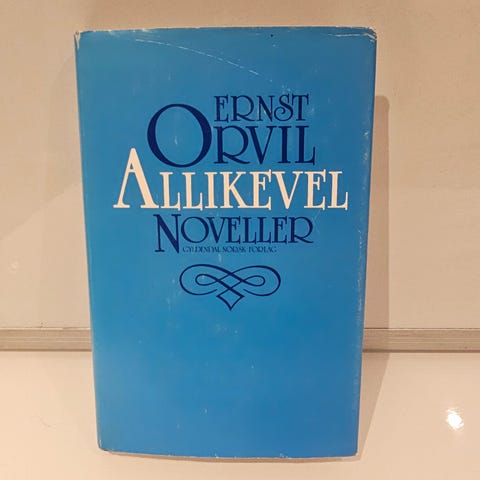 ERNST
ORVIL
ALLIKEVEL
NOVELLER
GYLDENDAL NORSK FORLAG